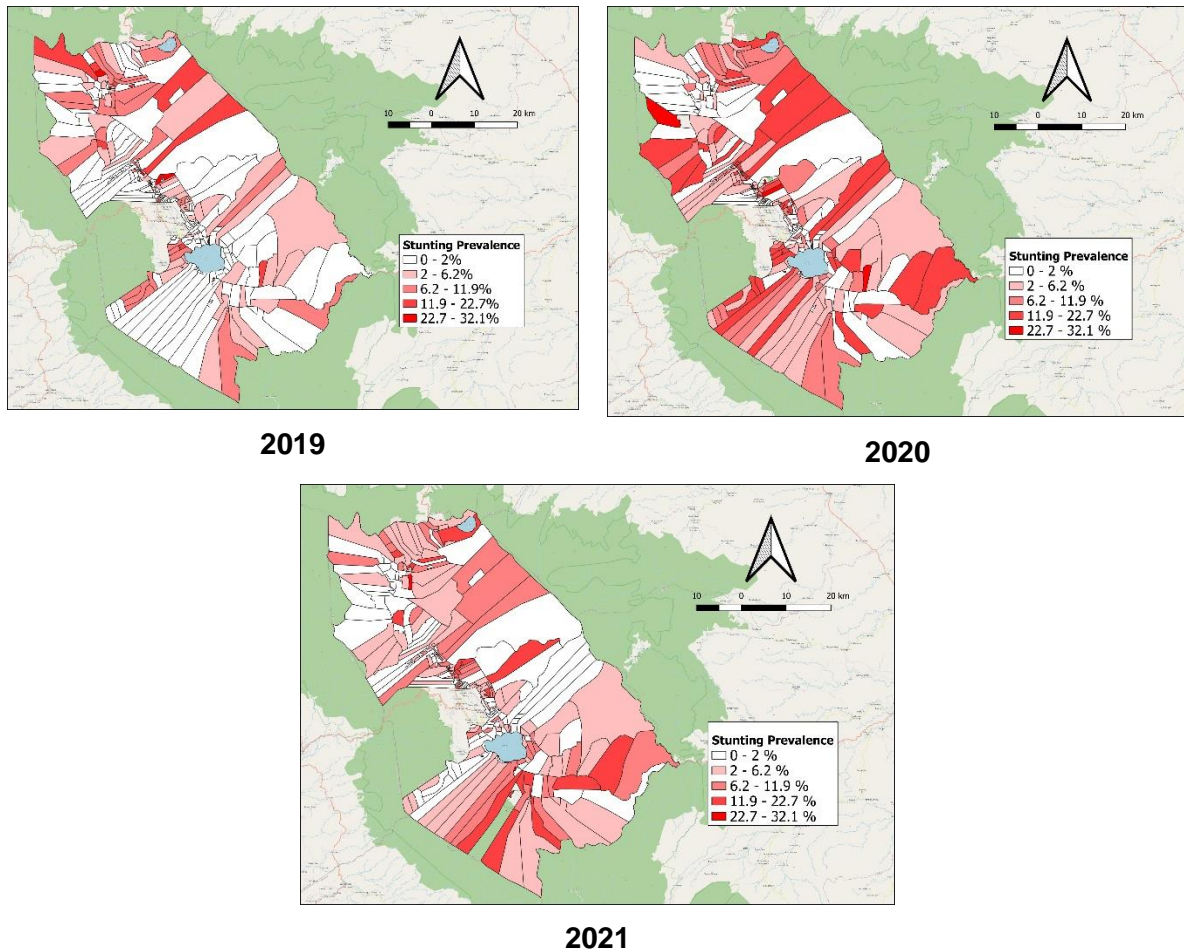 10 0 10 20 km
Stunting Prevalence
0 - 2%
2 - 6.2%
6.2 - 11.9%
11.9 - 22.7%
22.7 - 32.1%
2019
10 0 10 20 km
Stunting Prevalence
0 - 2 %
2 - 6.2 %
6.2 - 11.9 %
11.9 - 22.7 %
22.7 - 32.1 %
2020
10 0 10 20 km
Stunting Prevalence
0 - 2 %
2 - 6.2 %
6.2 - 11.9 %
11.9 - 22.7 %
22.7 - 32.1 %
2021